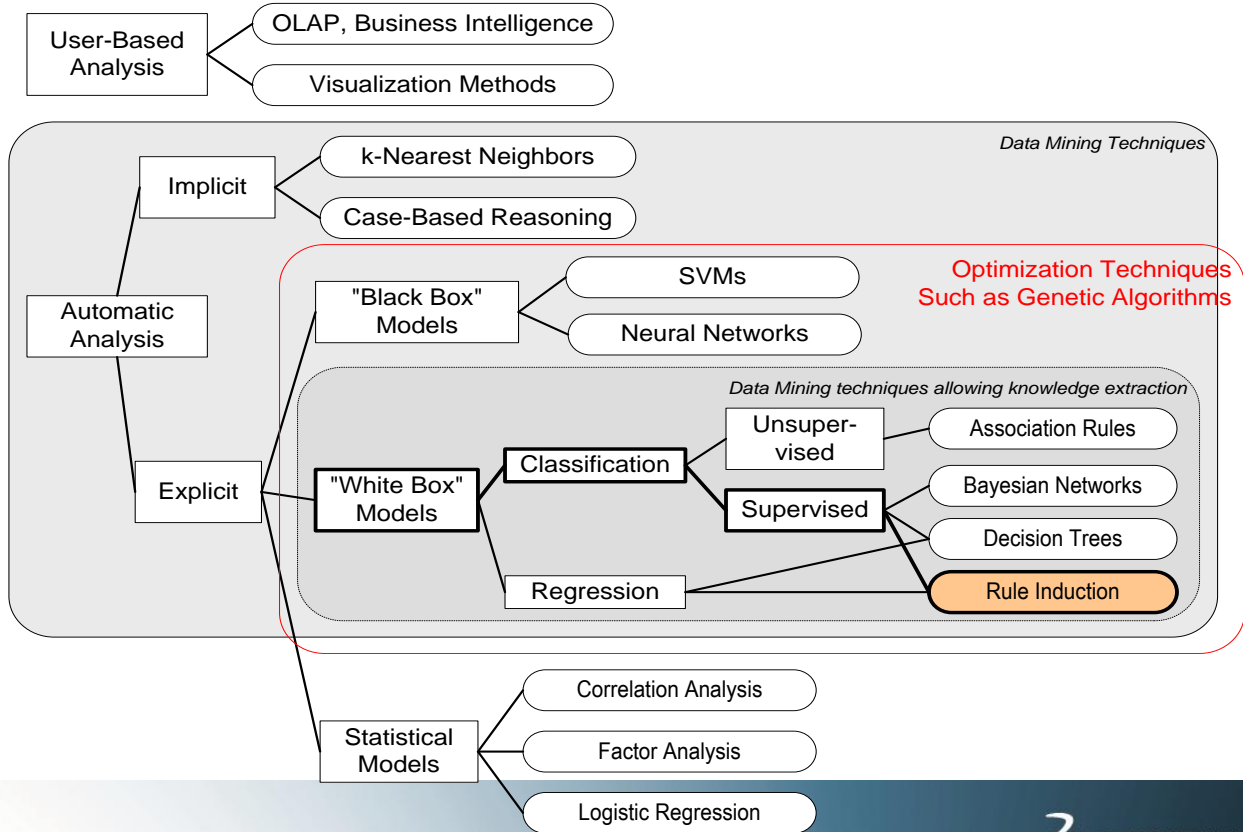 User-Based
Analysis
OLAP, Business Intelligence
Visualization Methods
Data Mining Techniques
Implicit
k-Nearest Neighbors
Case-Based Reasoning
Automatic
Analysis
Optimization Techniques
Such as Genetic Algorithms
"Black Box"
Models
SVMs
Neural Networks
Data Mining techniques allowing knowledge extraction
Explicit
"White Box"
Models
Classification
Unsuper-
vised
Association Rules
Supervised
Bayesian Networks
Decision Trees
Regression
Rule Induction
Statistical
Models
Correlation Analysis
Factor Analysis
Logistic Regression